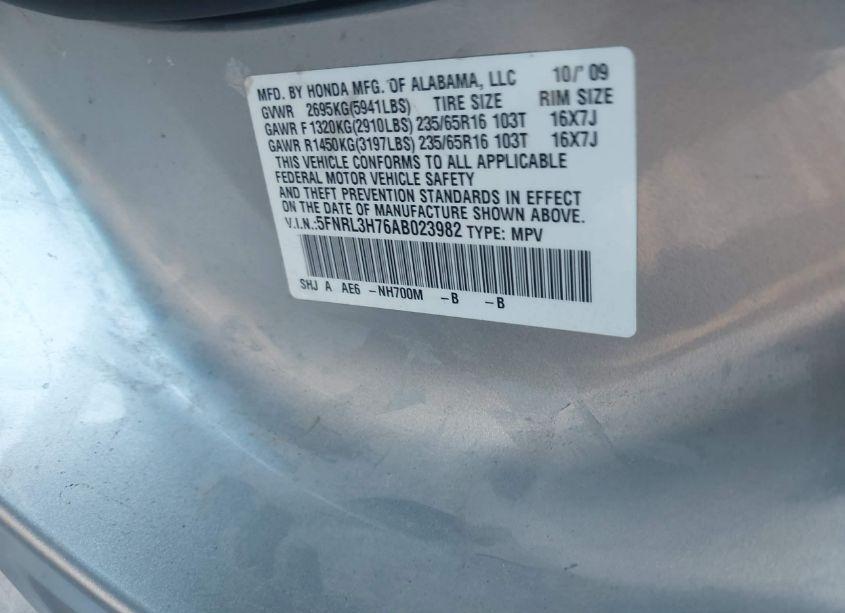 MFD. BY HONDA MFG. OF ALABAMA, LLC 10/ '09
GVWR 2695KG(5941LBS) TIRE SIZE RIM SIZE
GAWR F 1320KG(2910LBS) 235/65R16 103T 16X7J
GAWR R1450KG(3197LBS) 235/65R16 103T 16X7J
THIS VEHICLE CONFORMS TO ALL APPLICABLE
FEDERAL MOTOR VEHICLE SAFETY
AND THEFT PREVENTION STANDARDS IN EFFECT
ON THE DATE OF MANUFACTURE SHOWN ABOVE.
V.I.N.:5FNRL3H76AB023982 TYPE: MPV
SHJ A AE6 -NH700M -B -B